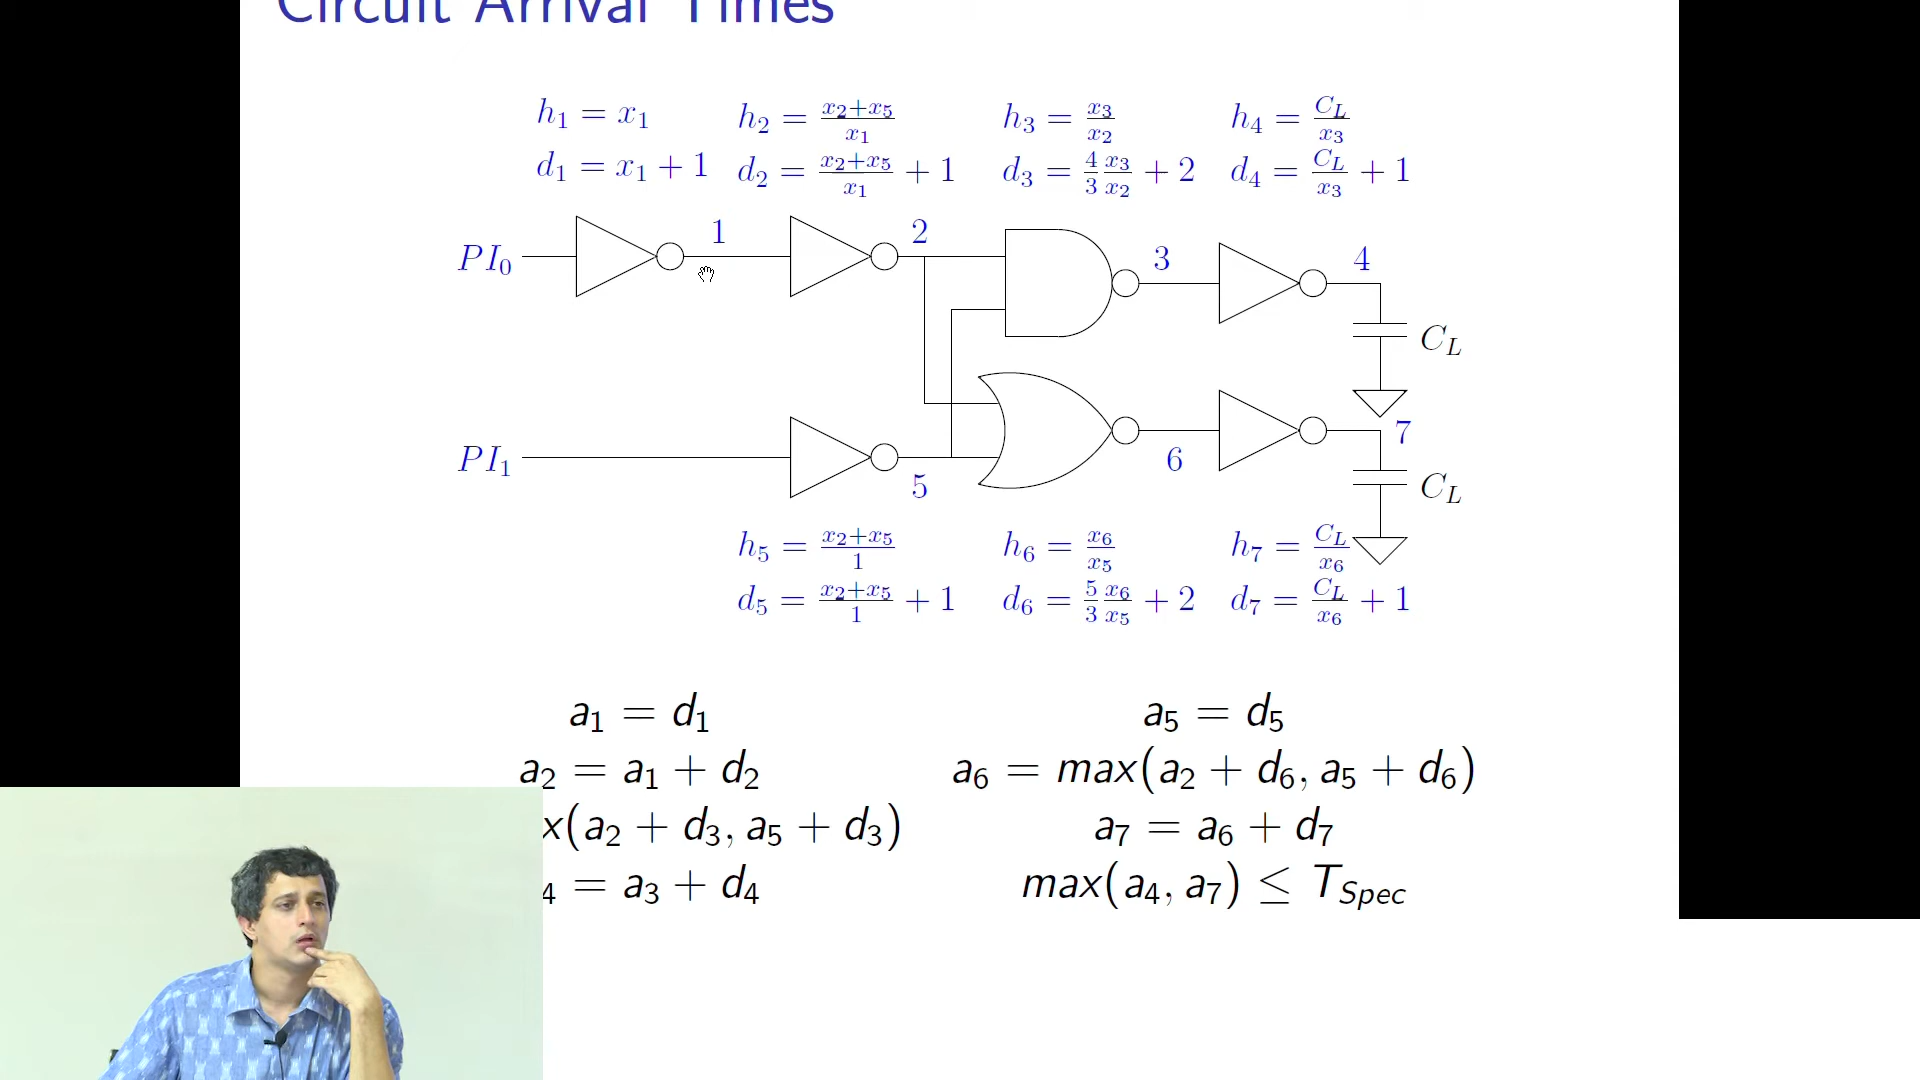 Circuit Arrival Times
h₁ = x₁
h₂ = (x₂+x₅)/x₁
h₃ = x₃/x₂
h₄ = C_L/x₃
d₁ = x₁ + 1
d₂ = (x₂+x₅)/x₁ + 1
d₃ = 4/3 x₃/x₂ + 2
d₄ = C_L/x₃ + 1
PI₀
1
2
3
4
C_L
PI₁
5
6
7
C_L
h₅ = (x₂+x₅)/1
h₆ = x₆/x₅
h₇ = C_L/x₆
d₅ = (x₂+x₅)/1 + 1
d₆ = 5/3 x₆/x₅ + 2
d₇ = C_L/x₆ + 1
a₁ = d₁
a₂ = a₁ + d₂
x(a₂ + d₃, a₅ + d₃)
₄ = a₃ + d₄
a₅ = d₅
a₆ = max(a₂ + d₆, a₅ + d₆)
a₇ = a₆ + d₇
max(a₄, a₇) ≤ T_Spec